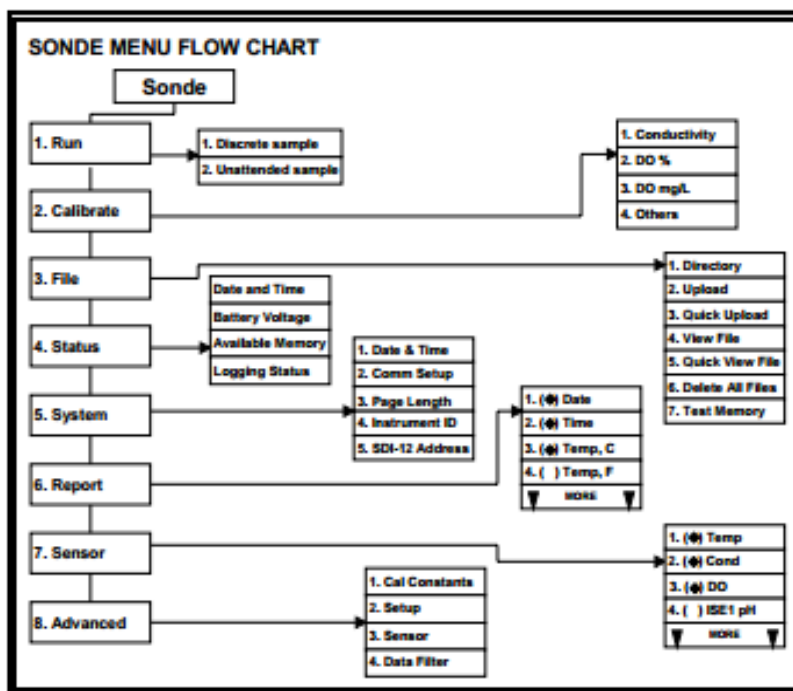 SONDE MENU FLOW CHART
Sonde
1. Run
1. Discrete sample
2. Unattended sample
2. Calibrate
1. Conductivity
2. DO %
3. DO mg/L
4. Others
3. File
1. Directory
2. Upload
3. Quick Upload
4. View File
5. Quick View File
6. Delete All Files
7. Test Memory
4. Status
Date and Time
Battery Voltage
Available Memory
Logging Status
5. System
1. Date & Time
2. Comm Setup
3. Page Length
4. Instrument ID
5. SDI-12 Address
6. Report
1. (◆) Date
2. (◆) Time
3. (◆) Temp, C
4. ( ) Temp, F
MORE
7. Sensor
1. (◆) Temp
2. (◆) Cond
3. (◆) DO
4. ( ) ISE1 pH
MORE
8. Advanced
1. Cal Constants
2. Setup
3. Sensor
4. Data Filter